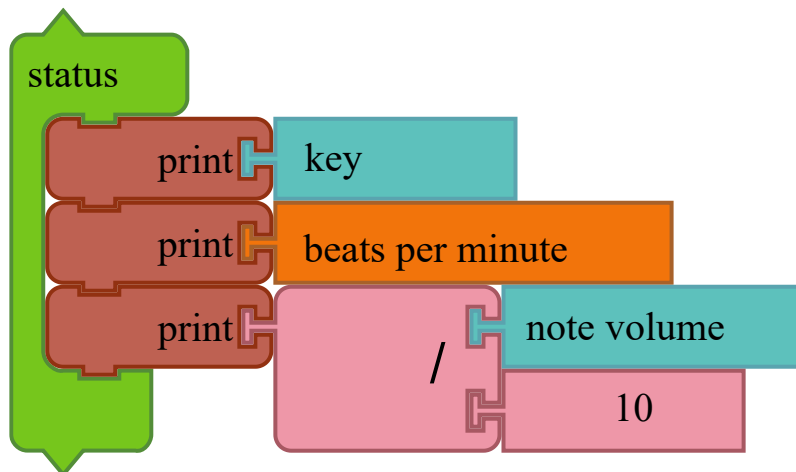 status
print key
print beats per minute
print / note volume
10